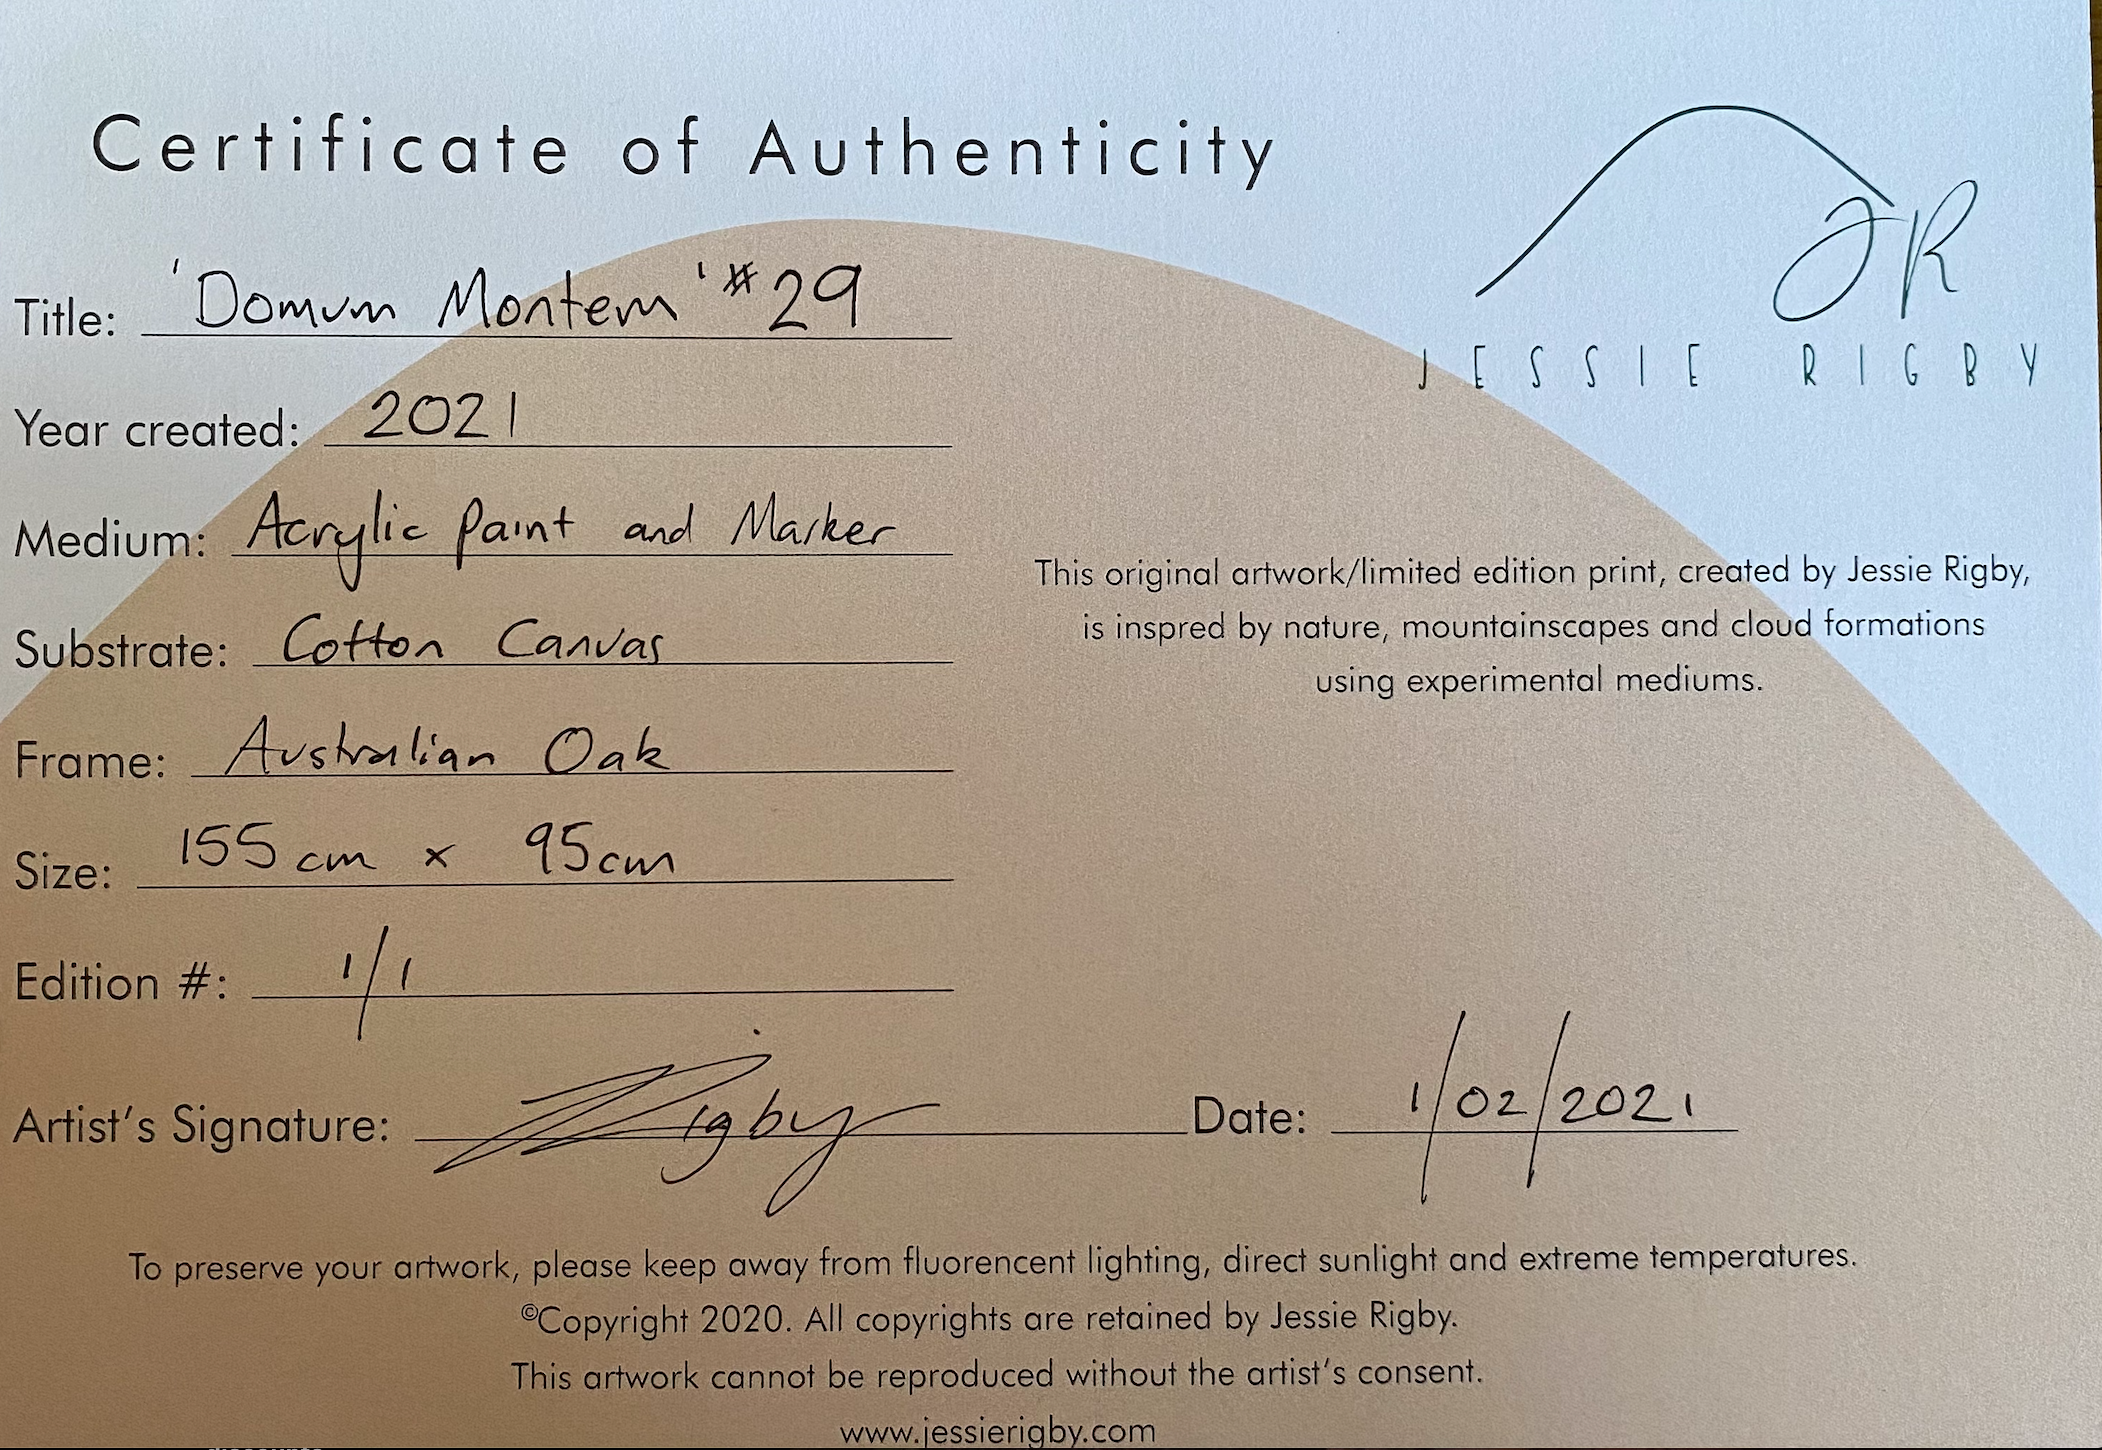 Certificate of Authenticity
JR
JESSIE RIGBY
Title: 'Domum Montem' #29
Year created: 2021
Medium: Acrylic Paint and Marker
Substrate: Cotton Canvas
Frame: Australian Oak
Size: 155cm x 95cm
Edition #: 1/1
This original artwork/limited edition print, created by Jessie Rigby,
is inspred by nature, mountainscapes and cloud formations
using experimental mediums.
Artist's Signature: Rigby Date: 1/02/2021
To preserve your artwork, please keep away from fluorencent lighting, direct sunlight and extreme temperatures.
©Copyright 2020. All copyrights are retained by Jessie Rigby.
This artwork cannot be reproduced without the artist's consent.
www.jessierigby.com